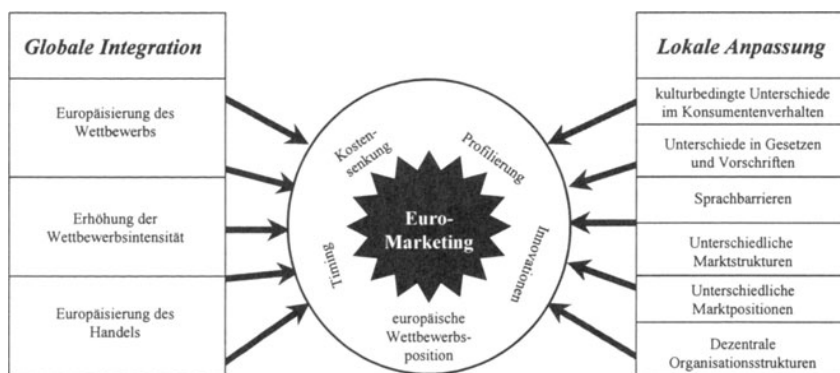 Globale Integration
Europäisierung des
Wettbewerbs
Erhöhung der
Wettbewerbsintensität
Europäisierung des
Handels
Kosten-
senkung
Profilierung
Euro-
Marketing
Timing
Innovationen
europäische
Wettbewerbs-
position
Lokale Anpassung
kulturbedingte Unterschiede
im Konsumentenverhalten
Unterschiede in Gesetzen
und Vorschriften
Sprachbarrieren
Unterschiedliche
Marktstrukturen
Unterschiedliche
Marktpositionen
Dezentrale
Organisationsstrukturen